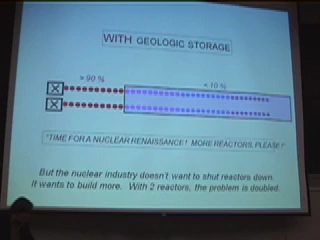 WITH GEOLOGIC STORAGE
> 90 %
< 10 %
"TIME FOR A NUCLEAR RENAISSANCE! MORE REACTORS, PLEASE!"
But the nuclear industry doesn't want to shut reactors down.
It wants to build more. With 2 reactors, the problem is doubled.